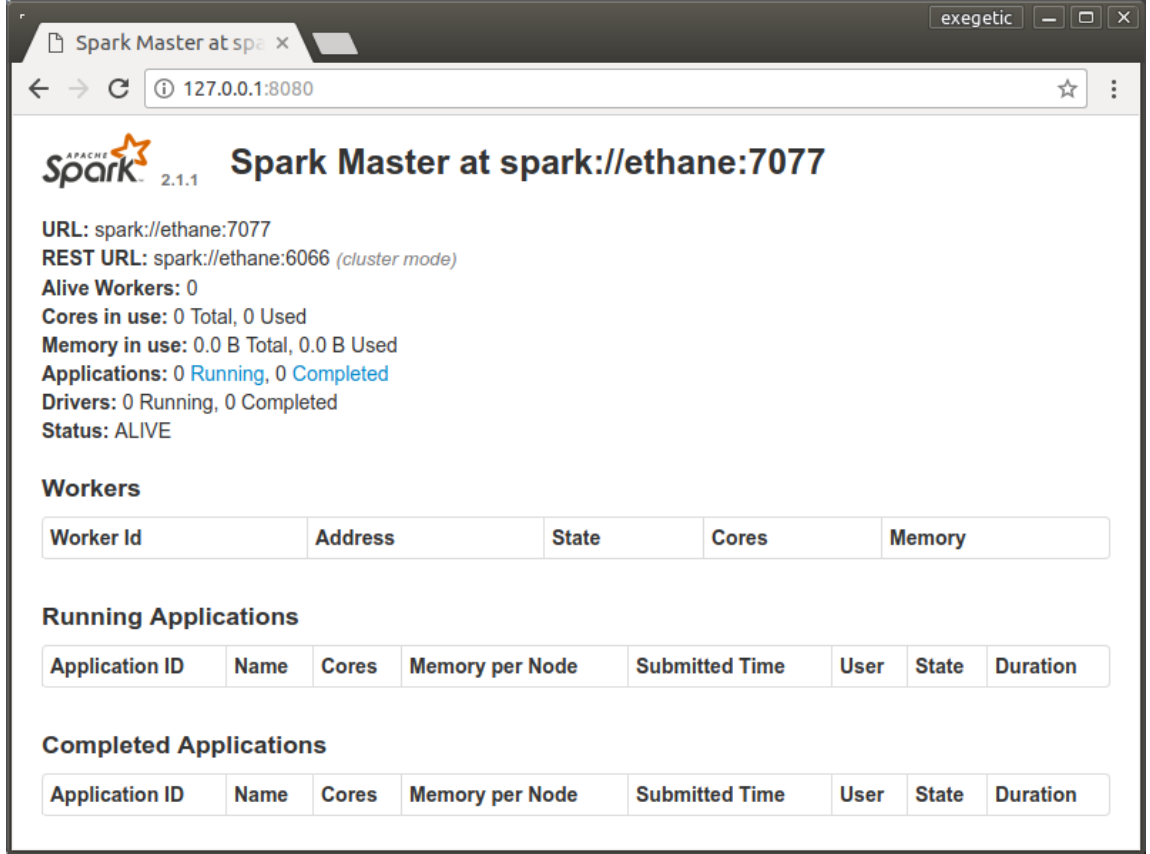 exegetic
Spark Master at spa
127.0.0.1:8080
APACHE
Spark 2.1.1 Spark Master at spark://ethane:7077
URL: spark://ethane:7077
REST URL: spark://ethane:6066 (cluster mode)
Alive Workers: 0
Cores in use: 0 Total, 0 Used
Memory in use: 0.0 B Total, 0.0 B Used
Applications: 0 Running, 0 Completed
Drivers: 0 Running, 0 Completed
Status: ALIVE
Workers
Worker Id Address State Cores Memory
Running Applications
Application ID Name Cores Memory per Node Submitted Time User State Duration
Completed Applications
Application ID Name Cores Memory per Node Submitted Time User State Duration